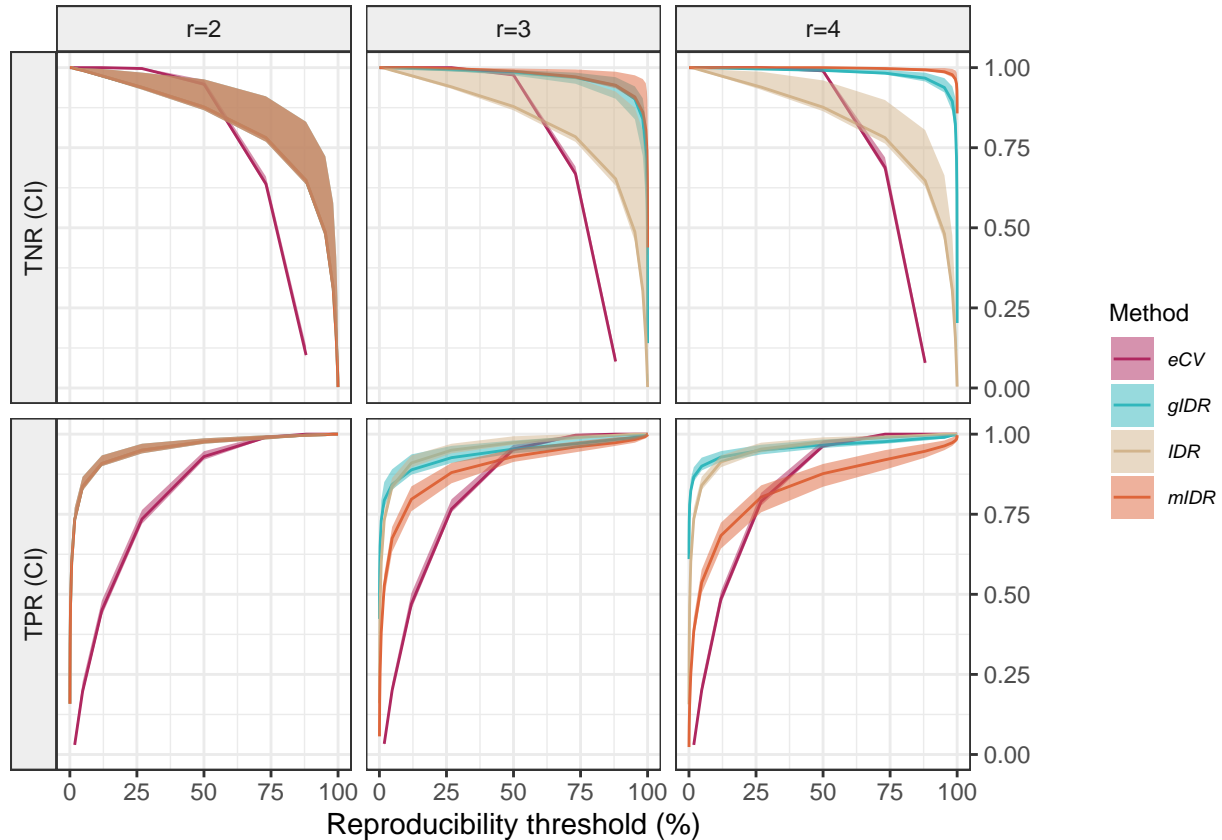 r=2
r=3
r=4
TNR (CI)
1.00
0.75
0.50
0.25
0.00
TPR (CI)
1.00
0.75
0.50
0.25
0.00
0 25 50 75 100
0 25 50 75 100
0 25 50 75 100
Reproducibility threshold (%)
Method
eCV
gIDR
IDR
mIDR